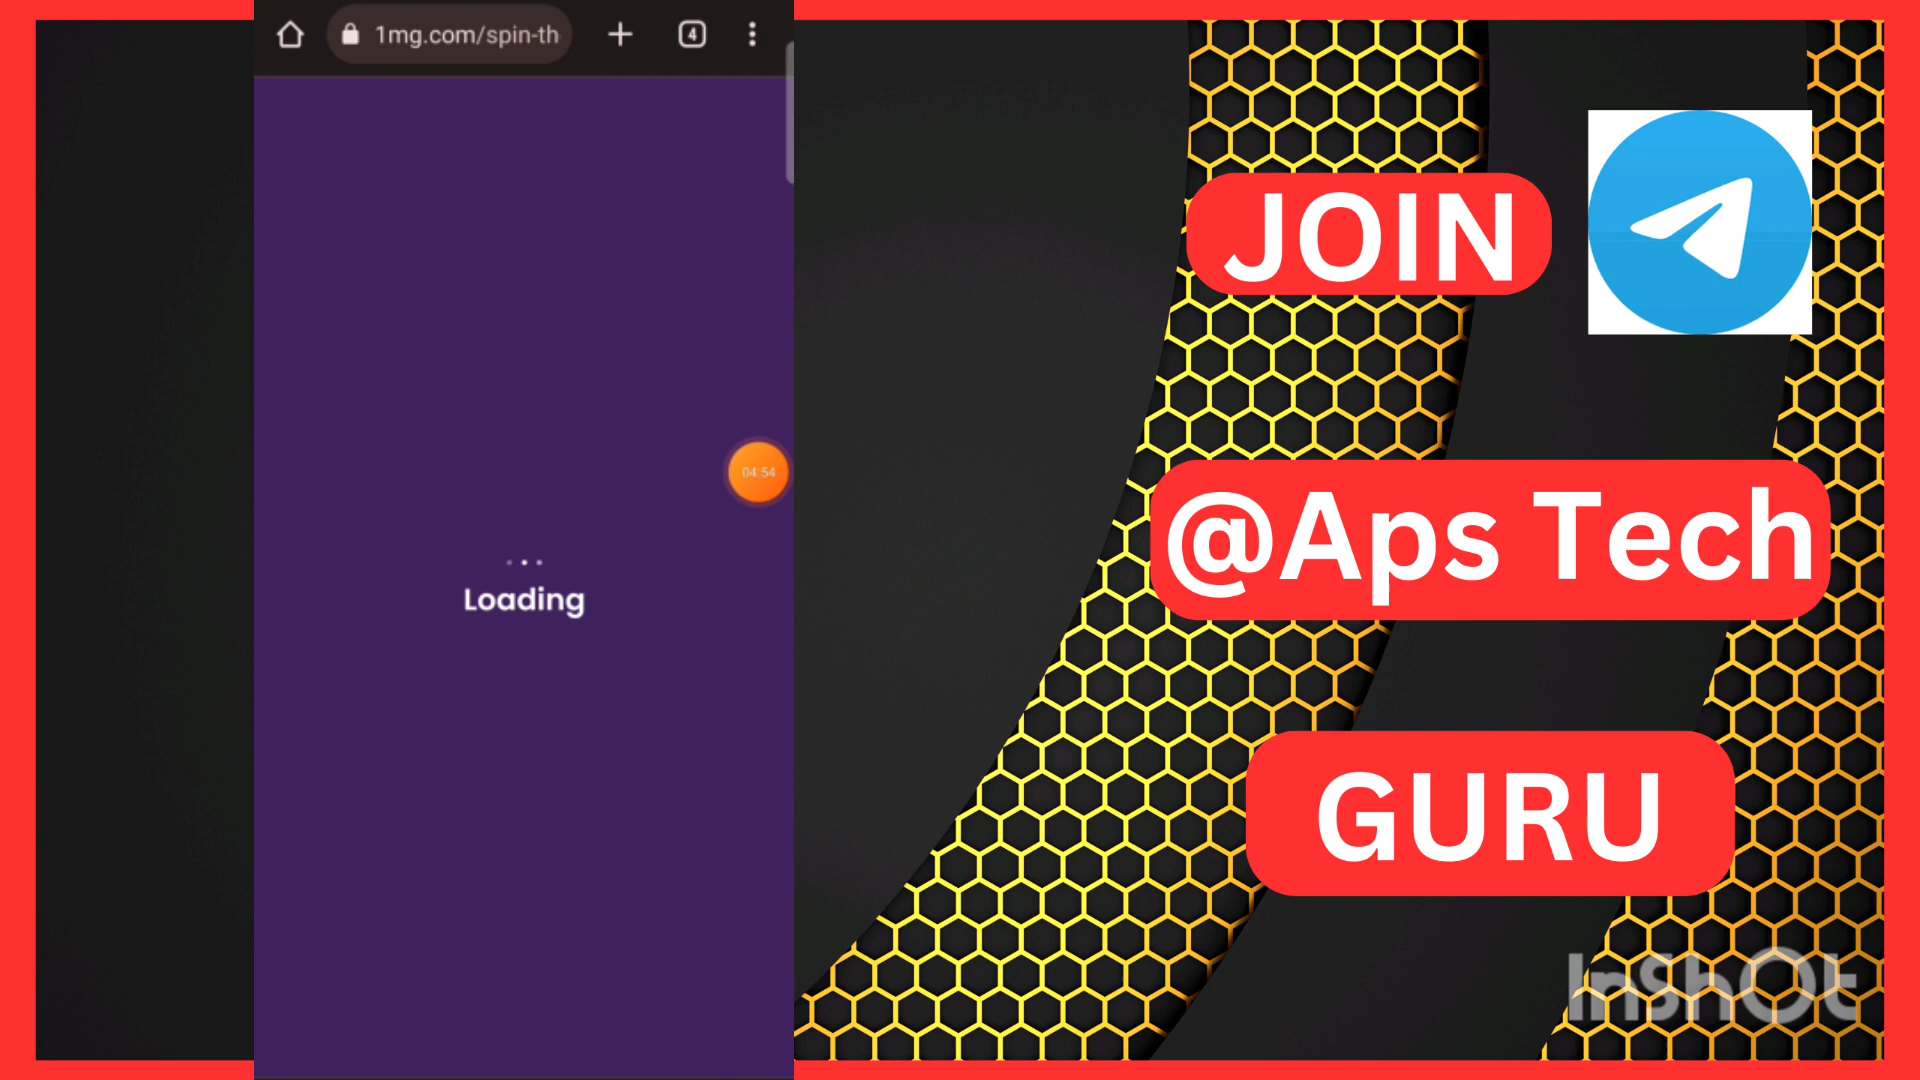 1mg.com/spin-th
4
04:54
Loading
JOIN
@Aps Tech
GURU
InShOt